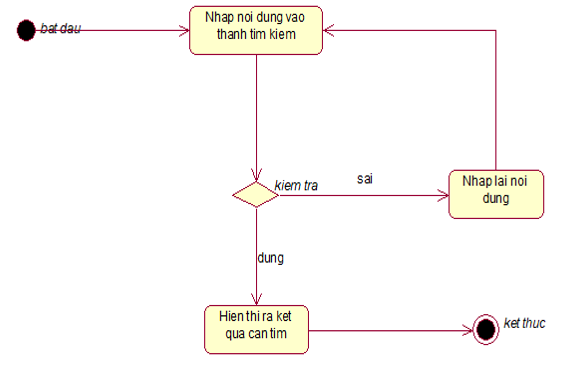 bat dau
Nhap noi dung vao
thanh tim kiem
kiem tra
sai
Nhap lai noi
dung
dung
Hien thi ra ket
qua can tim
ket thuc